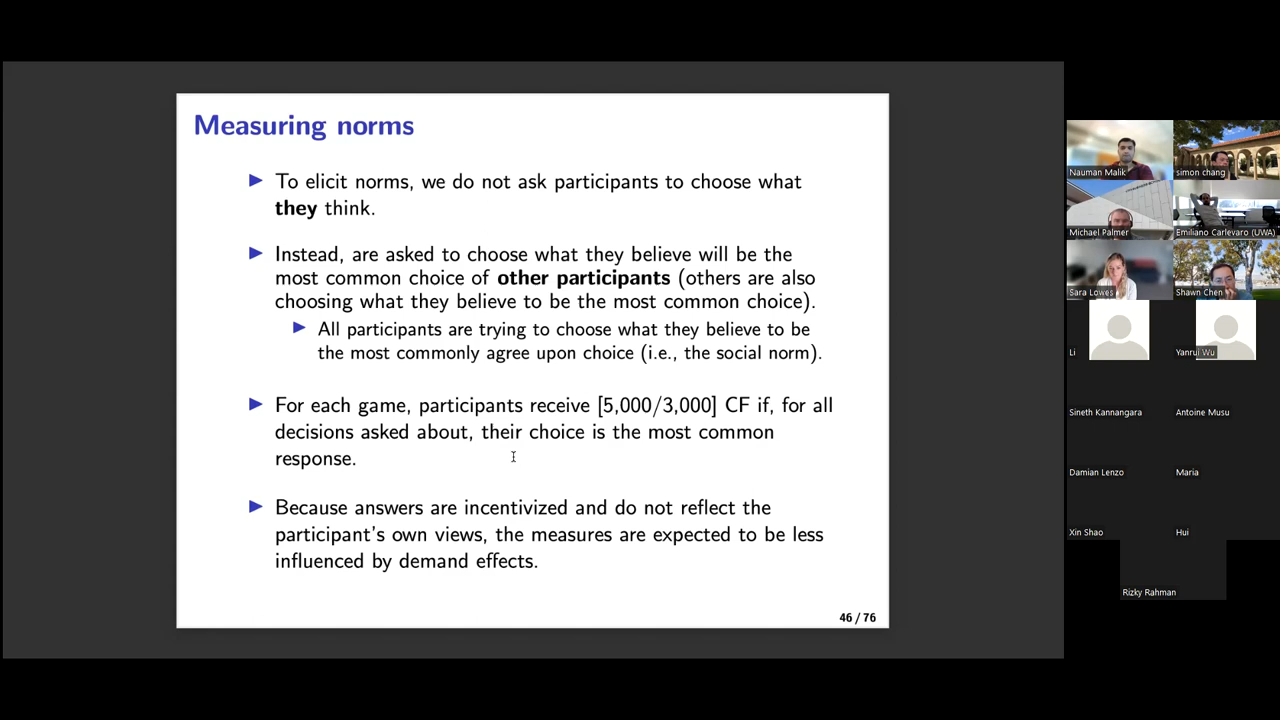 Measuring norms
▶ To elicit norms, we do not ask participants to choose what
they think.
▶ Instead, are asked to choose what they believe will be the
most common choice of other participants (others are also
choosing what they believe to be the most common choice).
▶ All participants are trying to choose what they believe to be
the most commonly agree upon choice (i.e., the social norm).
▶ For each game, participants receive [5,000/3,000] CF if, for all
decisions asked about, their choice is the most common
response.
▶ Because answers are incentivized and do not reflect the
participant's own views, the measures are expected to be less
influenced by demand effects.
46 / 76
Nauman Malik
simon chang
Michael Palmer
Emiliano Carlevaro (UWA)
Sara Lowes
Shawn Chen
Li
Yanrui Wu
Sineth Kannangara
Antoine Musu
Damian Lenzo
Maria
Xin Shao
Hui
Rizky Rahman